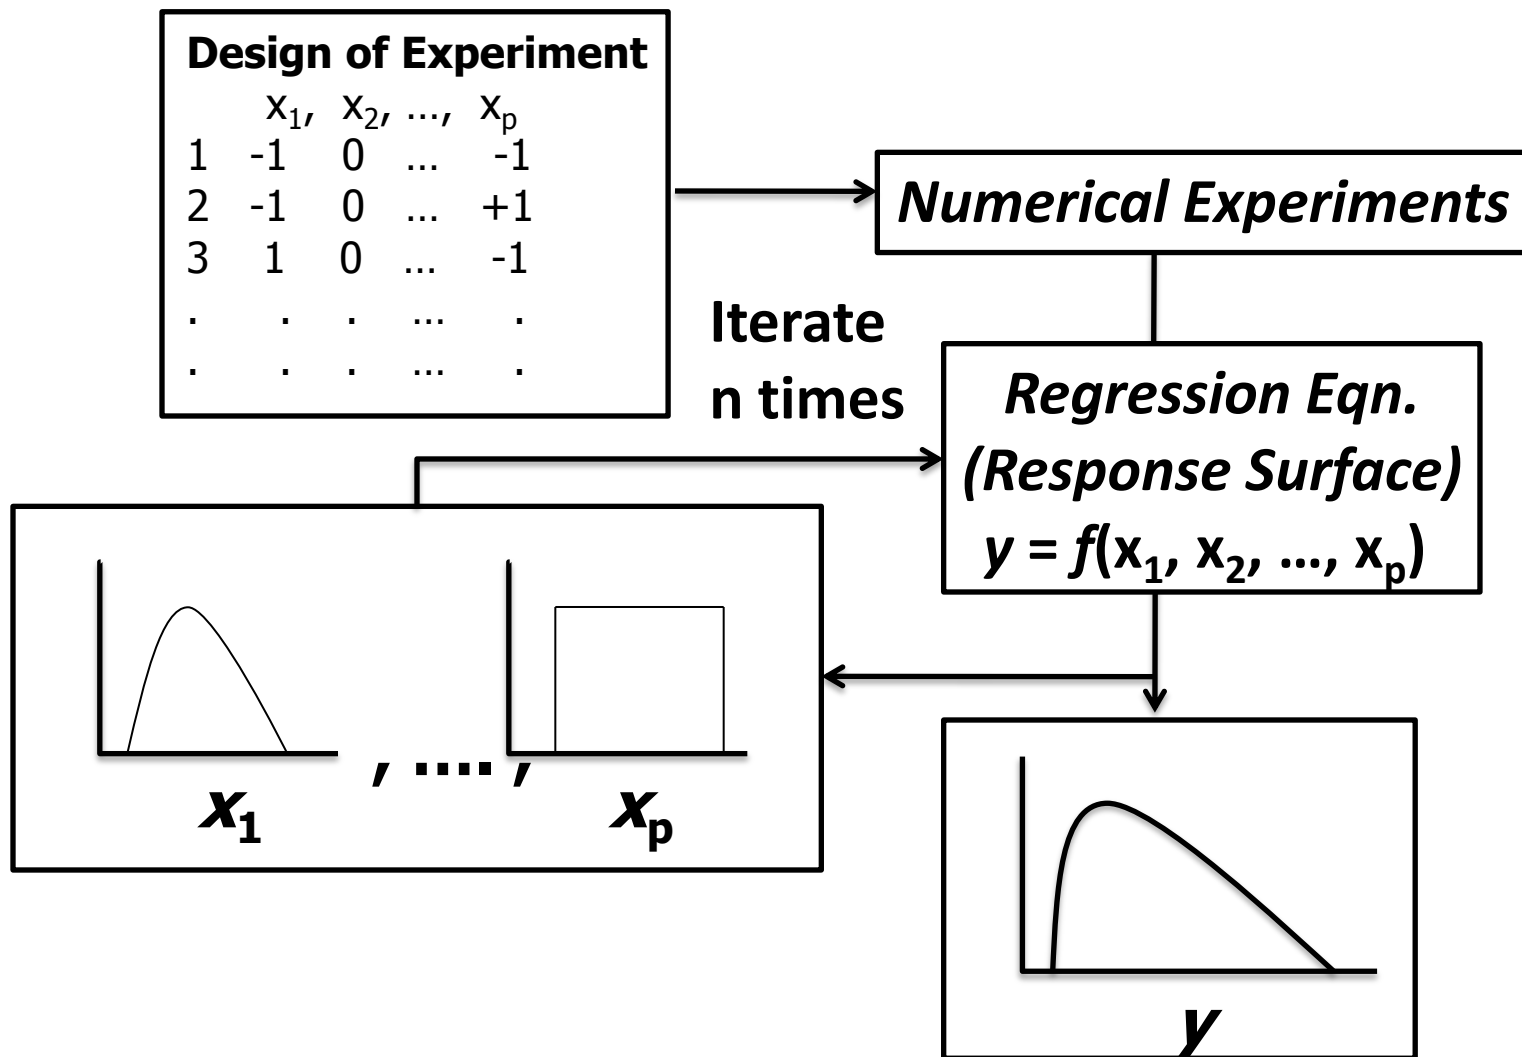 Design of Experiment
x1, x2, ..., xp
1 -1 0 ... -1
2 -1 0 ... +1
3 1 0 ... -1
. . . ... .
. . . ... .
Numerical Experiments
Iterate
n times
Regression Eqn.
(Response Surface)
y = f(x1, x2, ..., xp)
x1 , .... , xp
y